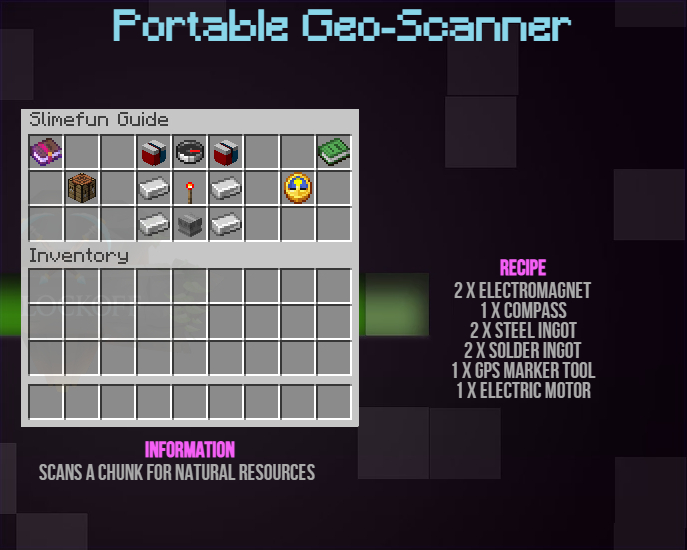 Portable Geo-Scanner
Slimefun Guide
Inventory
LOCKOFF
RECIPE
2 X ELECTROMAGNET
1 X COMPASS
2 X STEEL INGOT
2 X SOLDER INGOT
1 X GPS MARKER TOOL
1 X ELECTRIC MOTOR
INFORMATION
SCANS A CHUNK FOR NATURAL RESOURCES